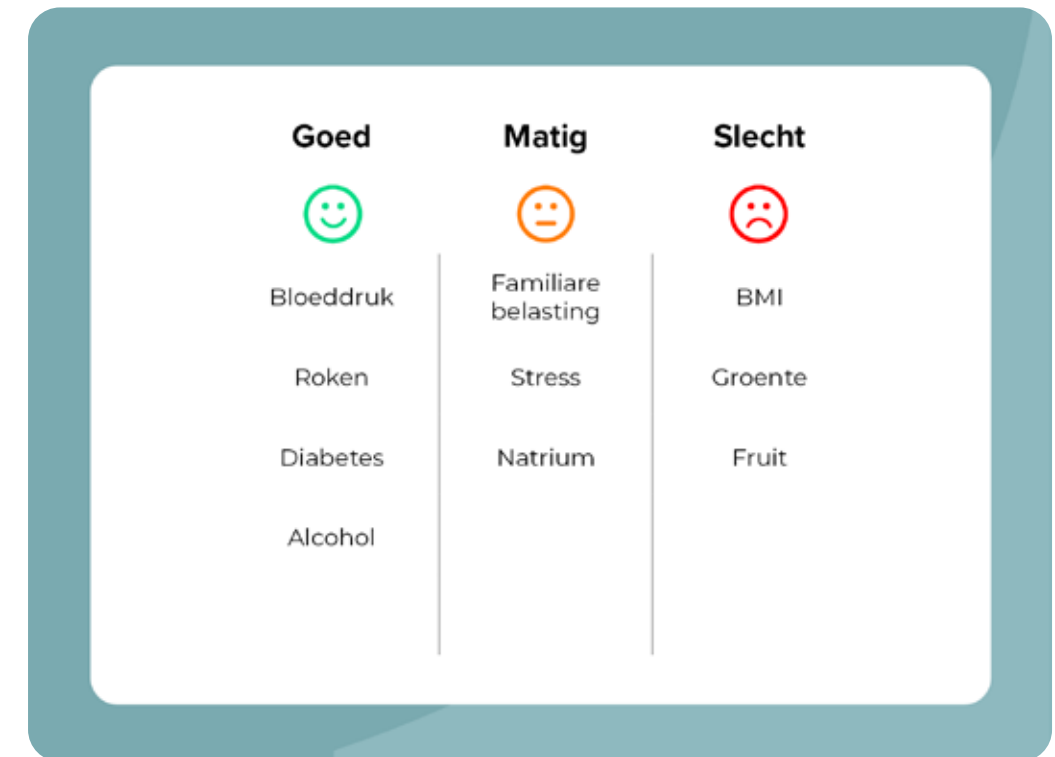 Goed Matig Slecht
Bloeddruk
Familiare
belasting
BMI
Roken Stress Groente
Diabetes Natrium Fruit
Alcohol